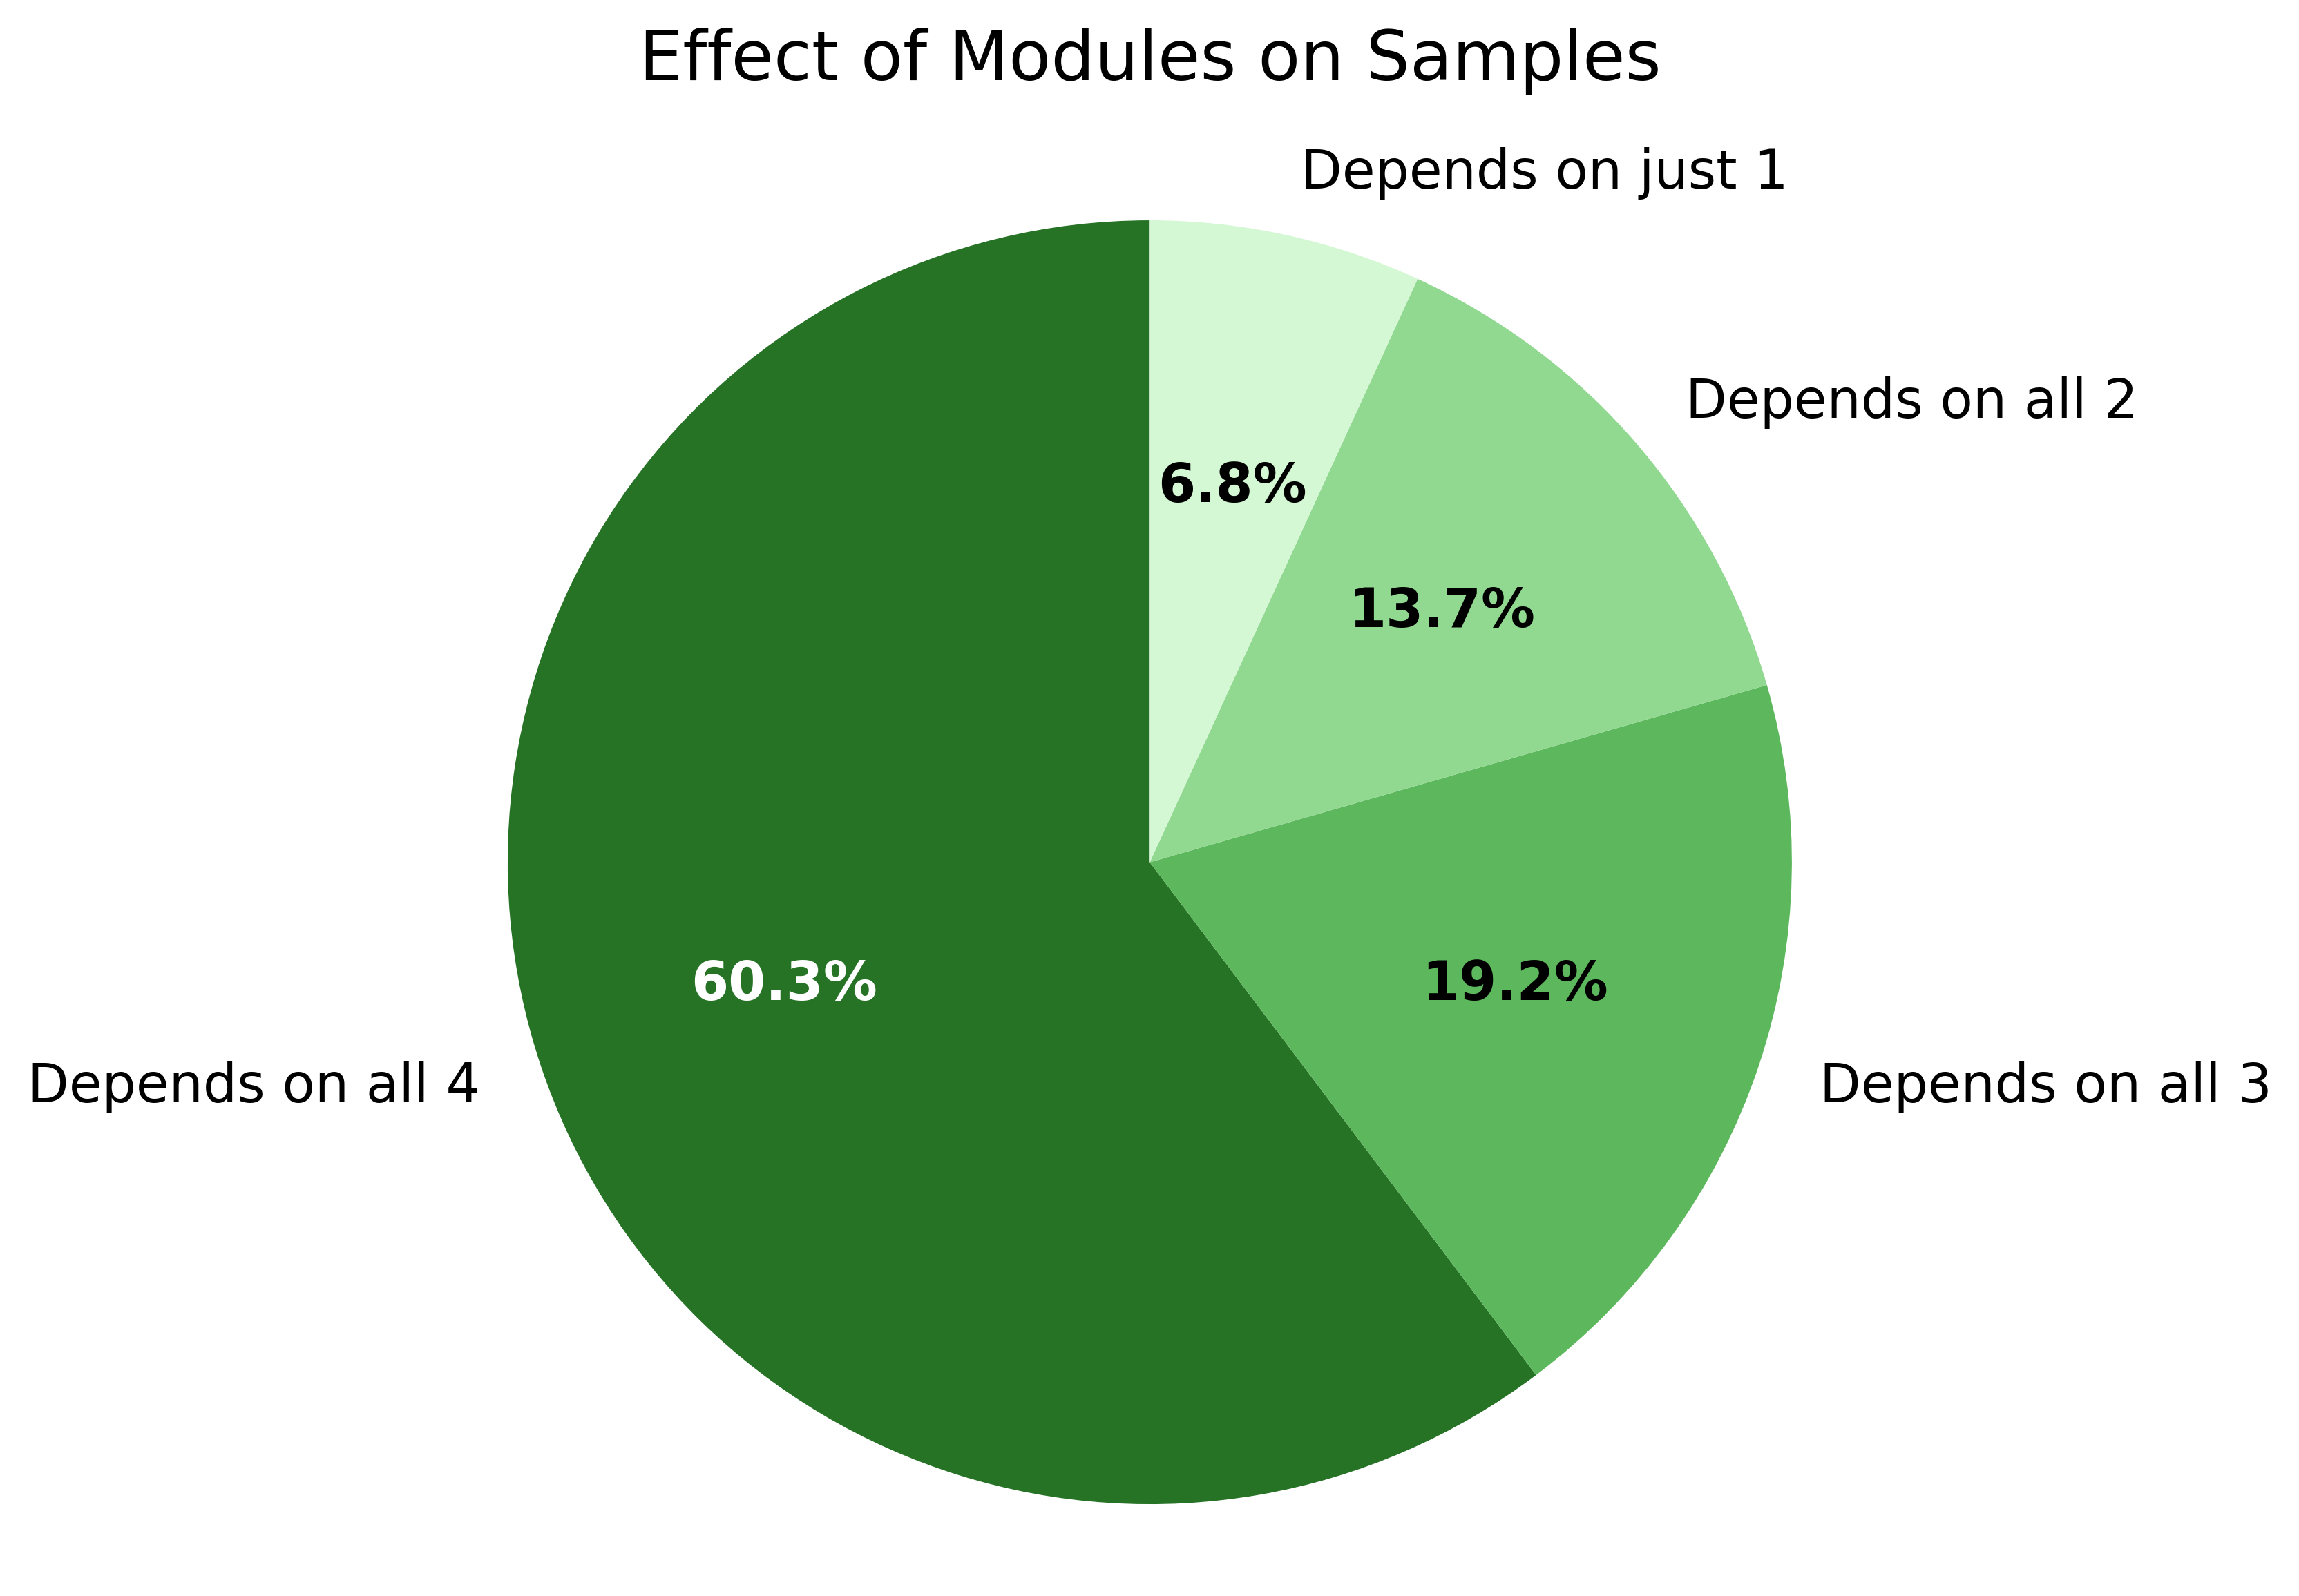 Effect of Modules on Samples
Depends on just 1
Depends on all 2
6.8%
13.7%
60.3%
19.2%
Depends on all 4
Depends on all 3